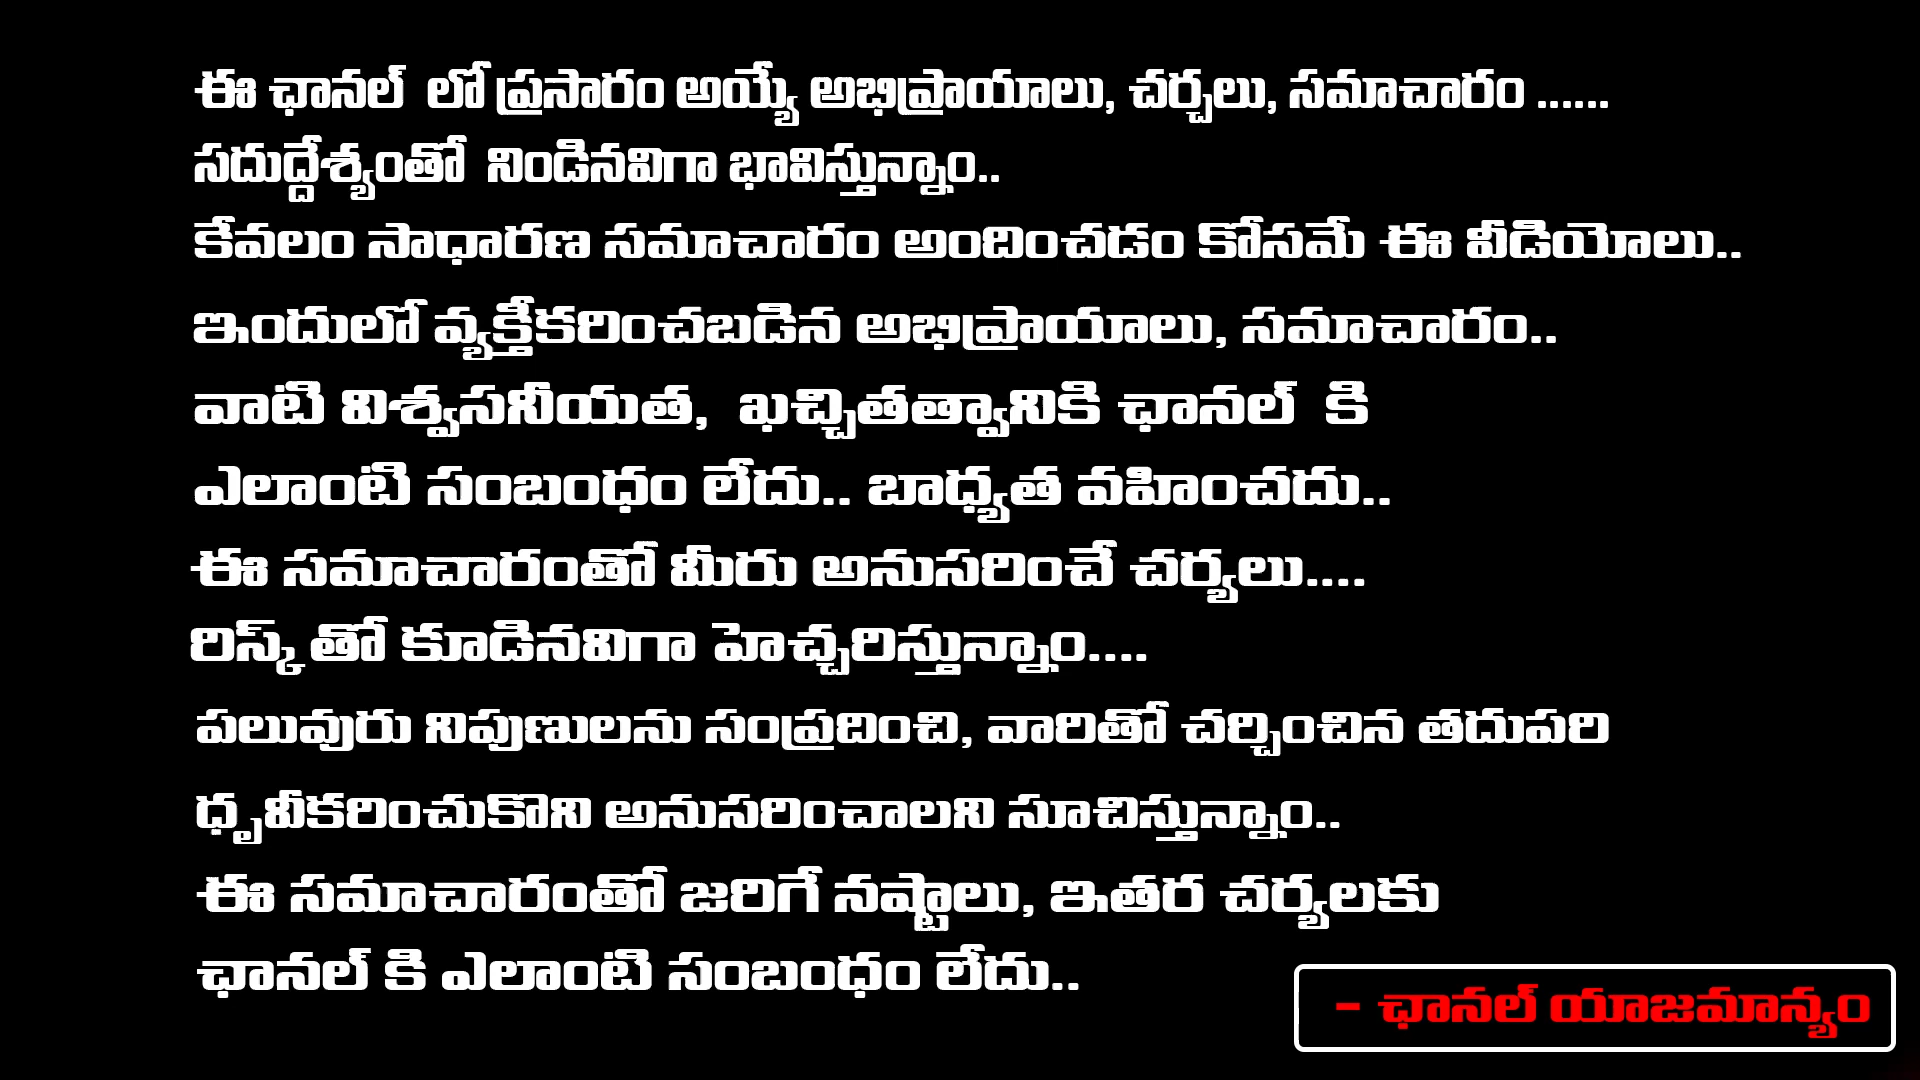 ఈ ఛానల్ లో ప్రసారం అయ్యే అభిప్రాయాలు, చర్చలు, సమాచారం ......
సదుద్దేశ్యంతో నిండినవిగా భావిస్తున్నాం..
కేవలం సాధారణ సమాచారం అందించడం కోసమే ఈ వీడియోలు..
ఇందులో వ్యక్తీకరించబడిన అభిప్రాయాలు, సమాచారం..
వాటి విశ్వసనీయత, ఖచ్చితత్వానికి ఛానల్ కి
ఎలాంటి సంబంధం లేదు.. బాధ్యత వహించదు..
ఈ సమాచారంతో మీరు అనుసరించే చర్యలు....
రిస్క్ తో కూడినవిగా హెచ్చరిస్తున్నాం....
పలువురు నిపుణులను సంప్రదించి, వారితో చర్చించిన తదుపరి
ధృవీకరించుకొని అనుసరించాలని సూచిస్తున్నాం..
ఈ సమాచారంతో జరిగే నష్టాలు, ఇతర చర్యలకు
ఛానల్ కి ఎలాంటి సంబంధం లేదు..
- ఛానల్ యాజమాన్యం